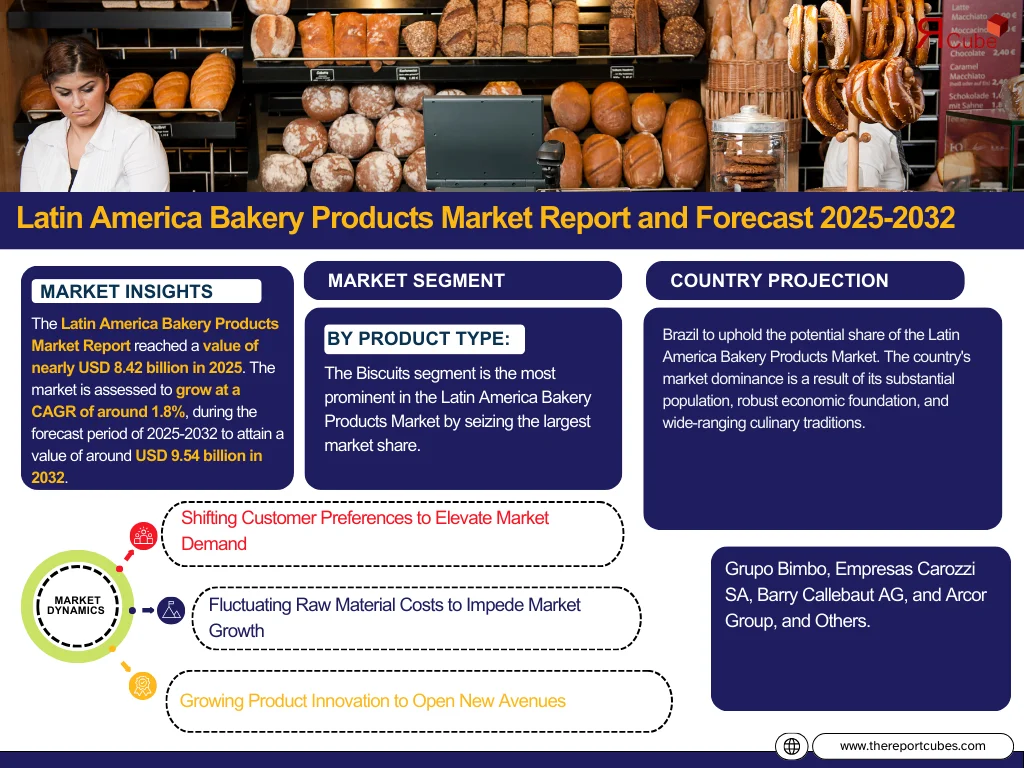 Latte
Macchiato
Chocolate 2,40
Caramel
Macchiato
Schokolade
mit Sahne
Cube
Latin America Bakery Products Market Report and Forecast 2025-2032
MARKET INSIGHTS
The Latin America Bakery Products
Market Report reached a value of
nearly USD 8.42 billion in 2025. The
market is assessed to grow at a
CAGR of around 1.8%, during the
forecast period of 2025-2032 to attain a
value of around USD 9.54 billion in
2032.
MARKET SEGMENT
BY PRODUCT TYPE:
The Biscuits segment is the most
prominent in the Latin America Bakery
Products Market by seizing the largest
market share.
COUNTRY PROJECTION
Brazil to uphold the potential share of the Latin
America Bakery Products Market. The country's
market dominance is a result of its substantial
population, robust economic foundation, and
wide-ranging culinary traditions.
MARKET
DYNAMICS
Shifting Customer Preferences to Elevate Market
Demand
Fluctuating Raw Material Costs to Impede Market
Growth
Growing Product Innovation to Open New Avenues
Grupo Bimbo, Empresas Carozzi
SA, Barry Callebaut AG, and Arcor
Group, and Others.
www.thereportcubes.com